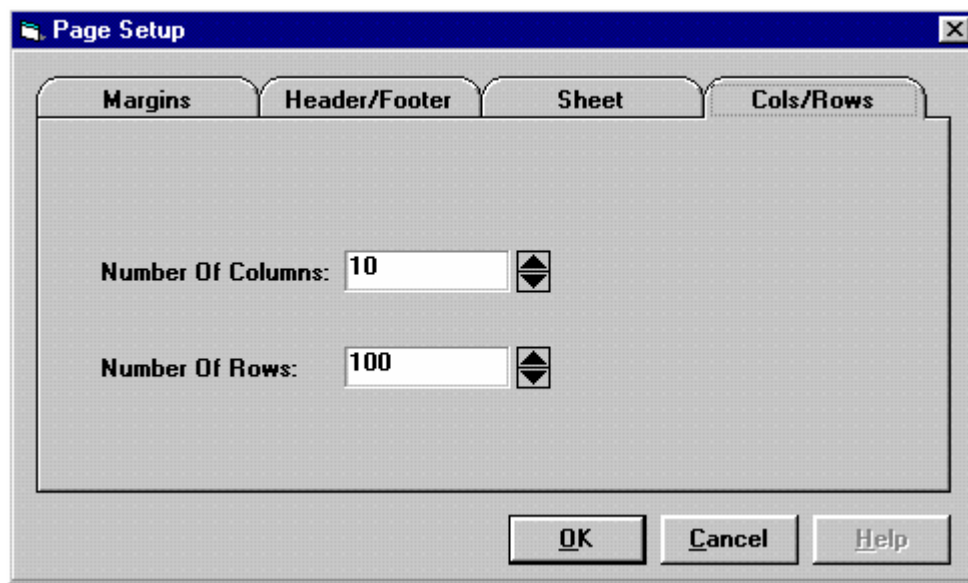 Page Setup
Margins Header/Footer Sheet Cols/Rows
Number Of Columns: 10
Number Of Rows: 100
OK Cancel Help